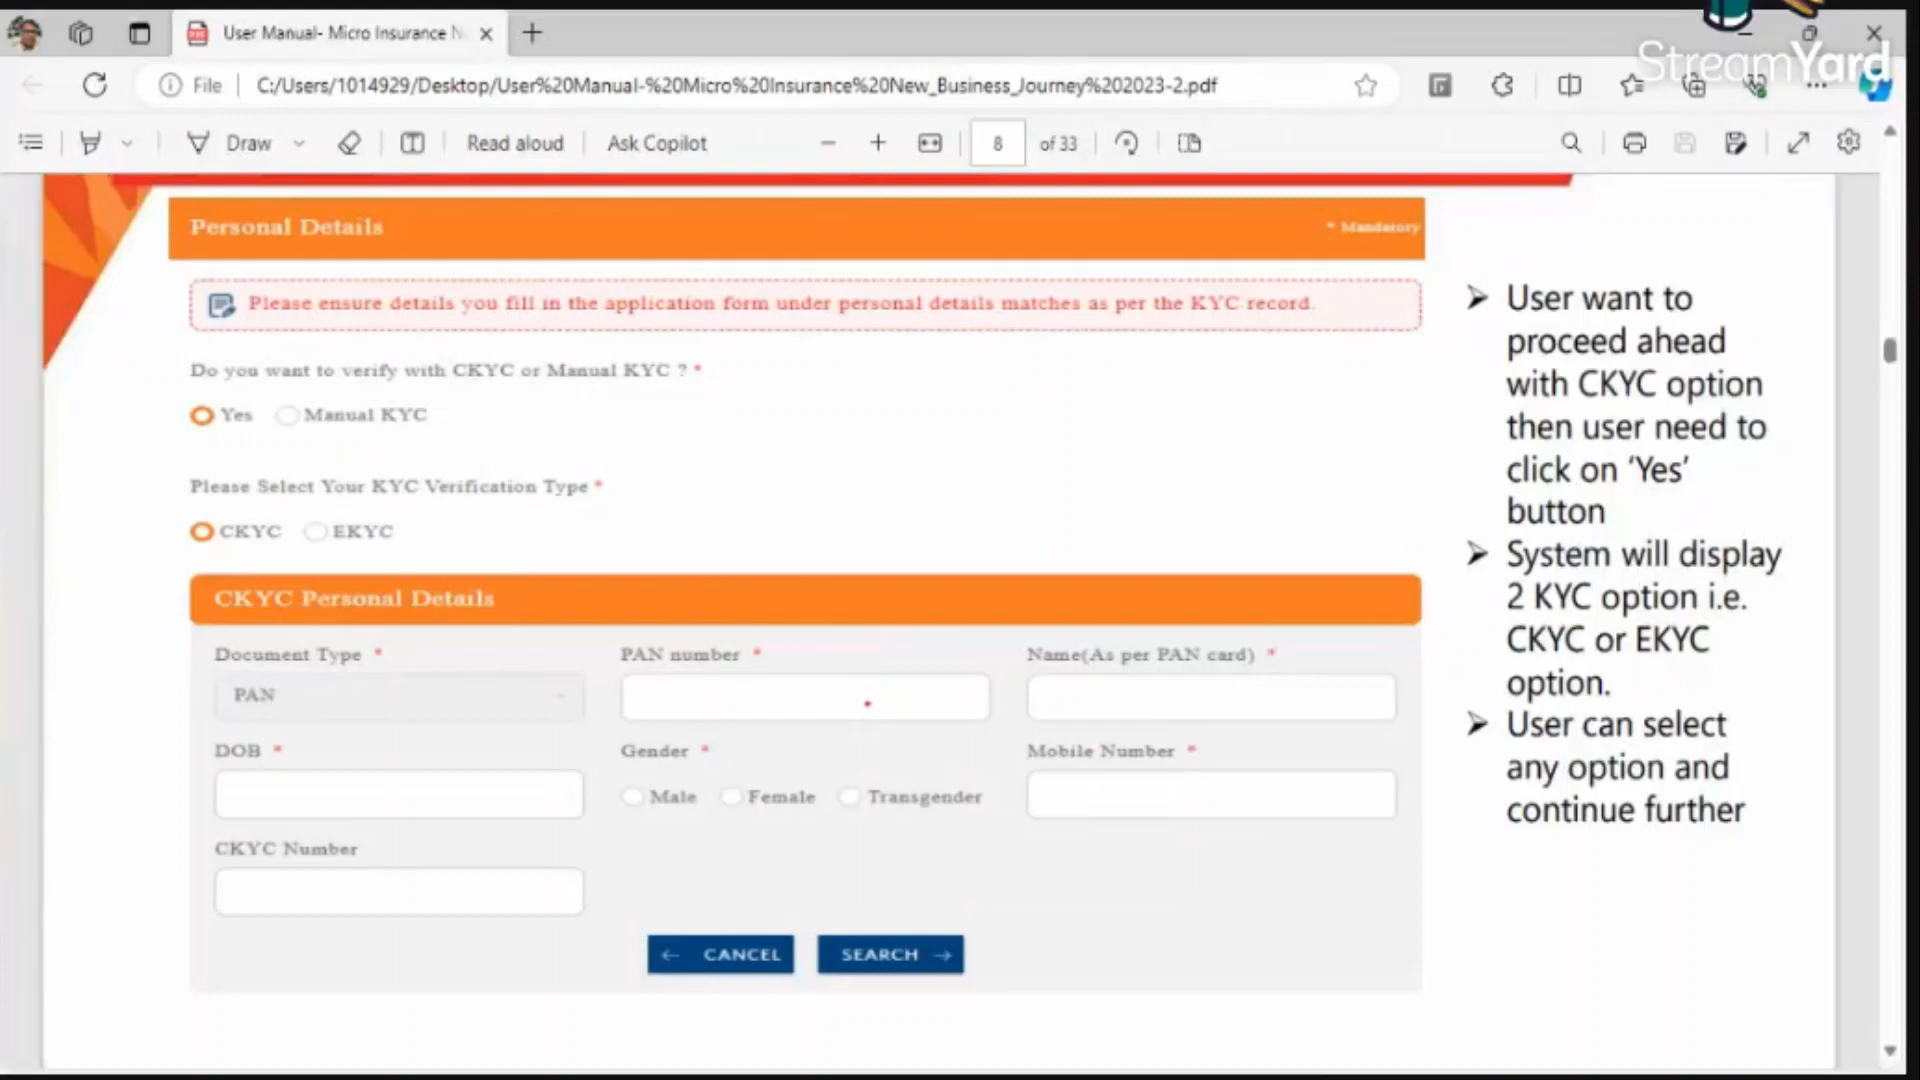 User Manual- Micro Insurance N
StreamYard
File
C:/Users/1014929/Desktop/User%20Manual-%20Micro%20Insurance%20New_Business_Journey%202023-2.pdf
Draw
Read aloud
Ask Copilot
8 of 33
Personal Details
* Mandatory
Please ensure details you fill in the application form under personal details matches as per the KYC record.
Do you want to verify with CKYC or Manual KYC ? *
Yes Manual KYC
Please Select Your KYC Verification Type *
CKYC EKYC
CKYC Personal Details
Document Type * PAN number * Name(As per PAN card) *
PAN
DOB * Gender * Mobile Number *
Male Female Transgender
CKYC Number
← CANCEL SEARCH →
➤ User want to
proceed ahead
with CKYC option
then user need to
click on ‘Yes’
button
➤ System will display
2 KYC option i.e.
CKYC or EKYC
option.
➤ User can select
any option and
continue further